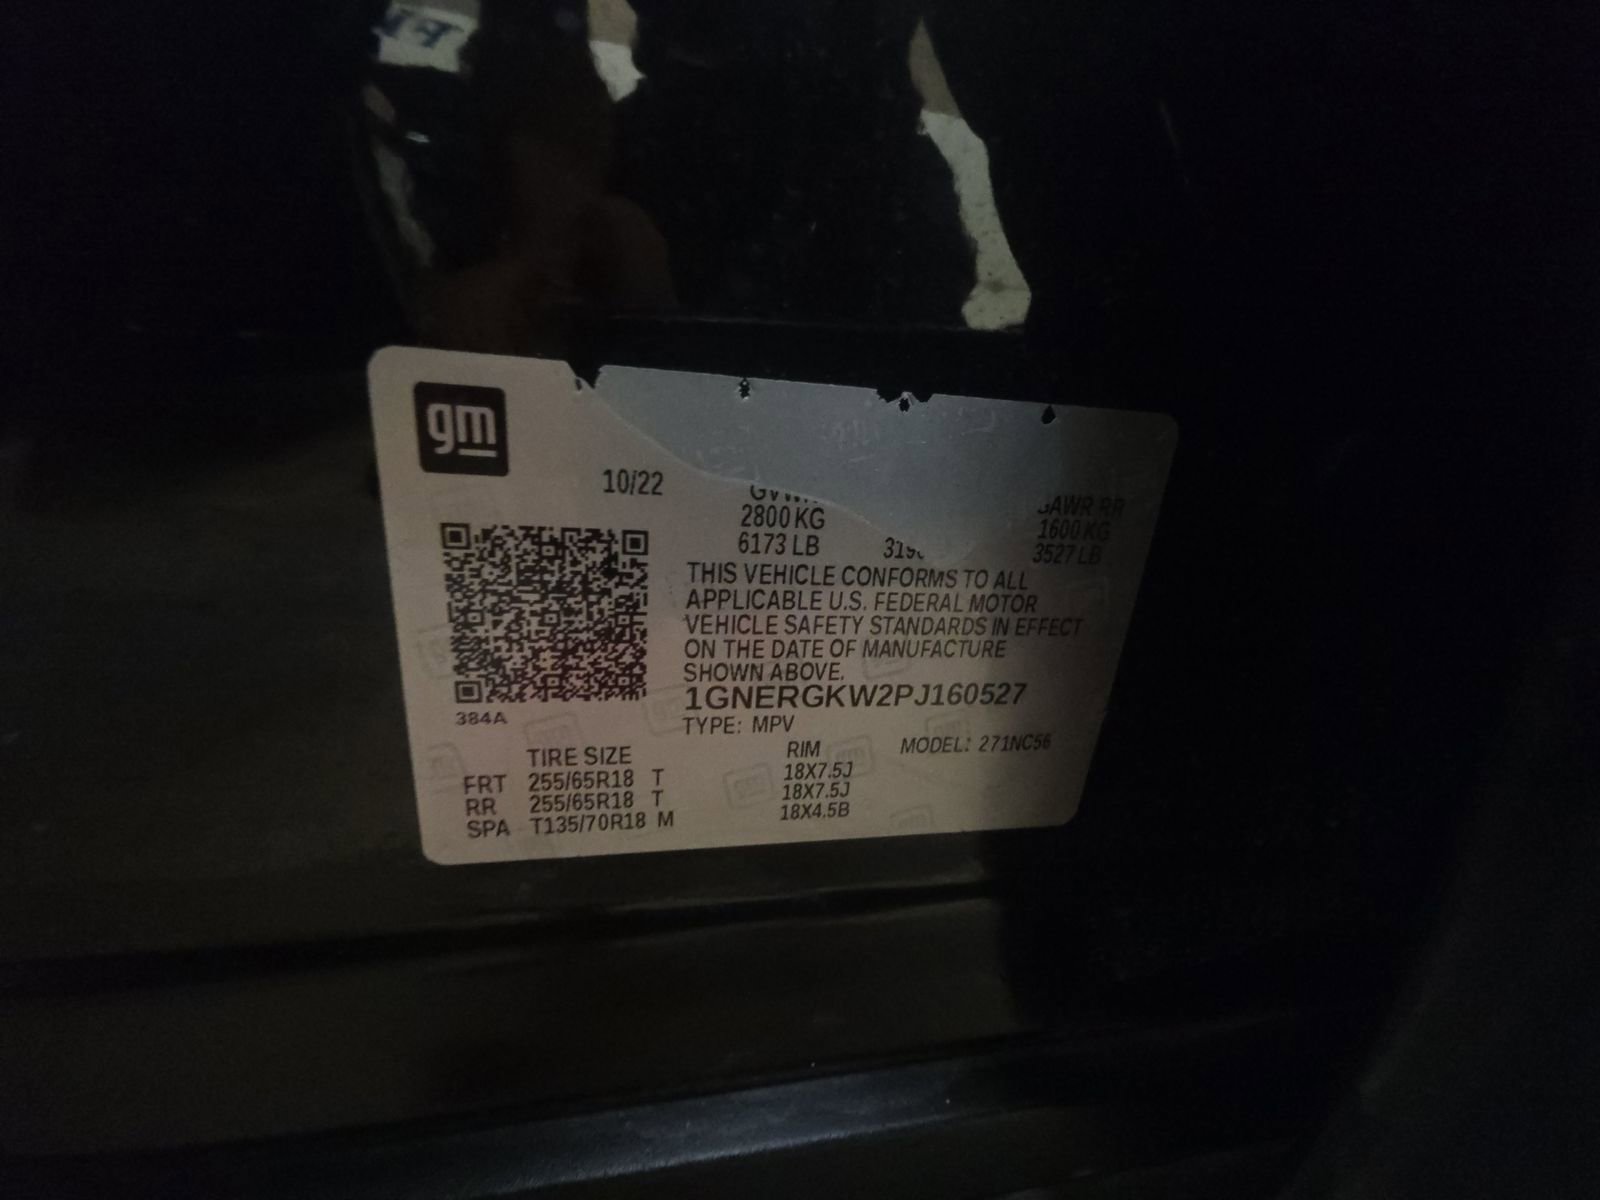 gm
10/22
2800 KG
6173 LB
1600 KG
3527 LB
THIS VEHICLE CONFORMS TO ALL
APPLICABLE U.S. FEDERAL MOTOR
VEHICLE SAFETY STANDARDS IN EFFECT
ON THE DATE OF MANUFACTURE
SHOWN ABOVE.
1GNERGKW2PJ160527
384A
TYPE: MPV
TIRE SIZE RIM MODEL: 271NC56
FRT 255/65R18 T 18X7.5J
RR 255/65R18 T 18X7.5J
SPA T135/70R18 M 18X4.5B